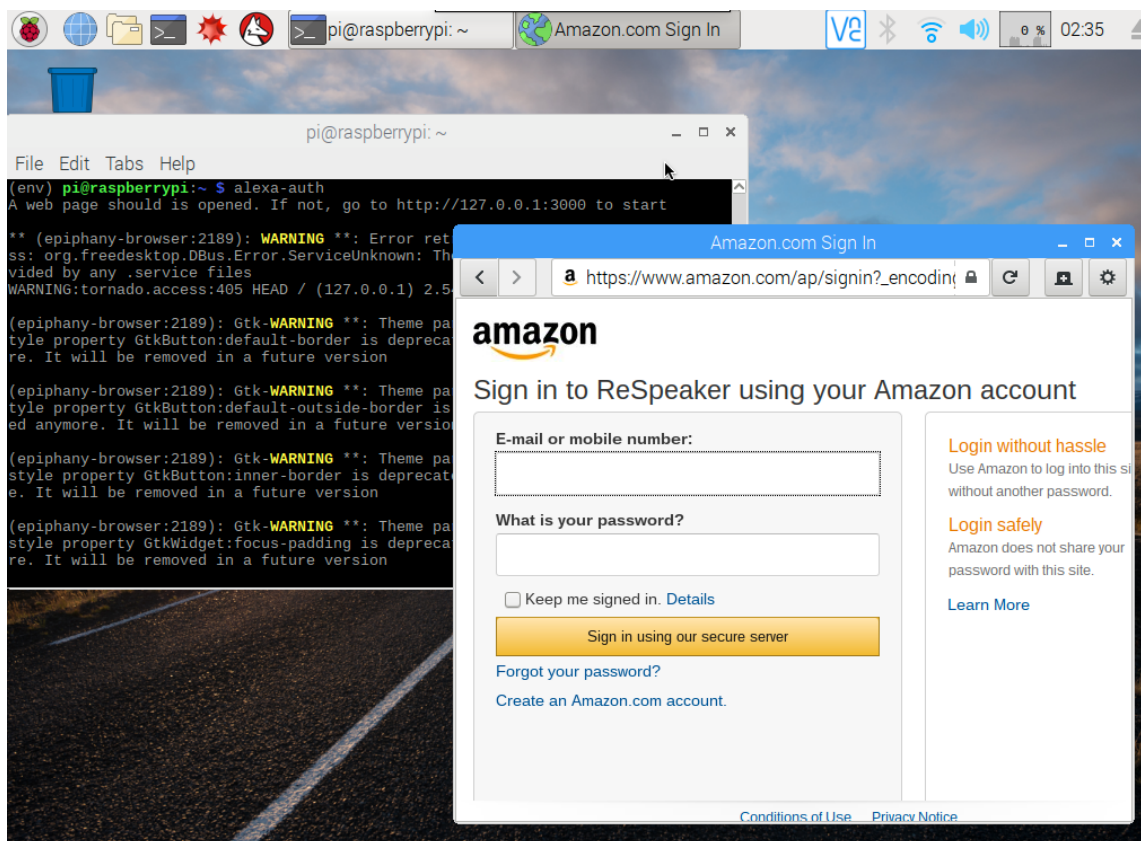 pi@raspberrypi: ~
Amazon.com Sign In
0 %
02:35
pi@raspberrypi: ~
File Edit Tabs Help
(env) pi@raspberrypi:~ $ alexa-auth
A web page should is opened. If not, go to http://127.0.0.1:3000 to start
** (epiphany-browser:2189): WARNING **: Error ret
ss: org.freedesktop.DBus.Error.ServiceUnknown: Th
vided by any .service files
WARNING:tornado.access:405 HEAD / (127.0.0.1) 2.5
(epiphany-browser:2189): Gtk-WARNING **: Theme pa
tyle property GtkButton:default-border is depreca
re. It will be removed in a future version
(epiphany-browser:2189): Gtk-WARNING **: Theme pa
tyle property GtkButton:default-outside-border is
ed anymore. It will be removed in a future versio
(epiphany-browser:2189): Gtk-WARNING **: Theme pa
style property GtkButton:inner-border is deprecat
e. It will be removed in a future version
(epiphany-browser:2189): Gtk-WARNING **: Theme pa
style property GtkWidget:focus-padding is depreca
re. It will be removed in a future version
Amazon.com Sign In
https://www.amazon.com/ap/signin?_encoding
amazon
Sign in to ReSpeaker using your Amazon account
E-mail or mobile number:
What is your password?
Keep me signed in. Details
Sign in using our secure server
Forgot your password?
Create an Amazon.com account.
Login without hassle
Use Amazon to log into this si
without another password.
Login safely
Amazon does not share your
password with this site.
Learn More
Conditions of Use Privacy Notice